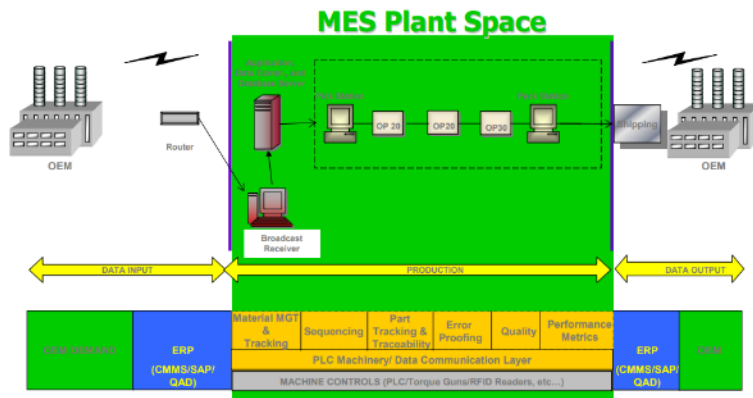 MES Plant Space
OP 20
OP20
OP30
Shipping
Router
OEM
OEM
Broadcast
Receiver
DATA INPUT
PRODUCTION
DATA OUTPUT
Material MGT
&
Tracking
Sequencing
Part
Tracking &
Traceability
Error
Proofing
Quality
Performance
Metrics
ERP
(CMMS/SAP/
QAD)
ERP
(CMMS/SAP/
QAD)
OEM
PLC Machinery/ Data Communication Layer
MACHINE CONTROLS (PLC/Torque Guns/RFID Readers, etc...)